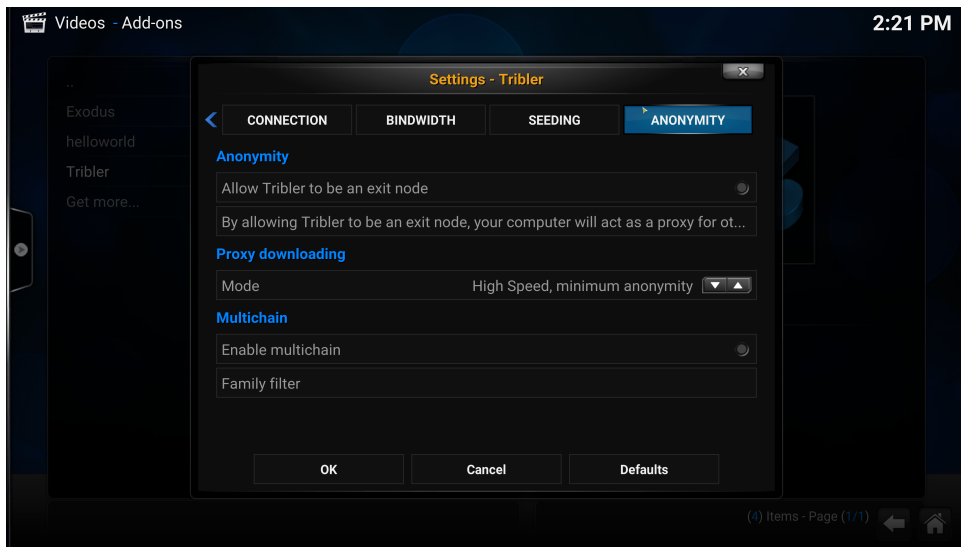 Videos - Add-ons
2:21 PM
Settings - Tribler
..
Exodus
helloworld
Tribler
Get more...
CONNECTION
BINDWIDTH
SEEDING
ANONYMITY
Anonymity
Allow Tribler to be an exit node
By allowing Tribler to be an exit node, your computer will act as a proxy for ot...
Proxy downloading
Mode
High Speed, minimum anonymity
Multichain
Enable multichain
Family filter
OK
Cancel
Defaults
(4) Items - Page (1/1)